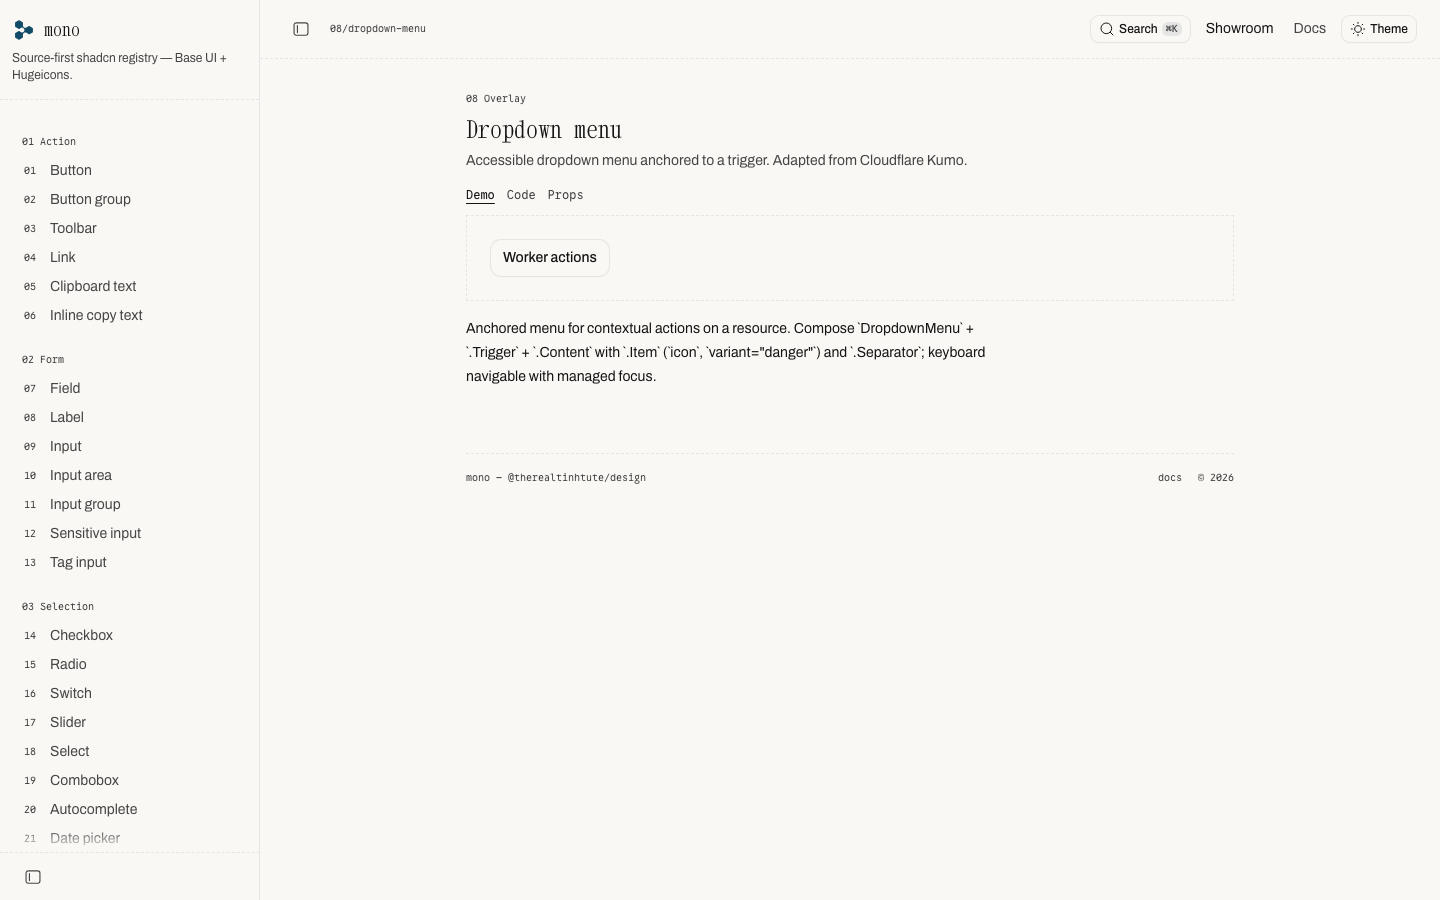 mono
Source-first shadcn registry — Base UI +
Hugeicons.
01 Action
01 Button
02 Button group
03 Toolbar
04 Link
05 Clipboard text
06 Inline copy text
02 Form
07 Field
08 Label
09 Input
10 Input area
11 Input group
12 Sensitive input
13 Tag input
03 Selection
14 Checkbox
15 Radio
16 Switch
17 Slider
18 Select
19 Combobox
20 Autocomplete
21 Date picker
08/dropdown-menu
Search ⌘K Showroom Docs Theme
08 Overlay
Dropdown menu
Accessible dropdown menu anchored to a trigger. Adapted from Cloudflare Kumo.
Demo Code Props
Worker actions
Anchored menu for contextual actions on a resource. Compose `DropdownMenu` +
`.Trigger` + `.Content` with `.Item` (`icon`, `variant="danger"`) and `.Separator`; keyboard
navigable with managed focus.
mono — @therealtinhtute/design
docs © 2026